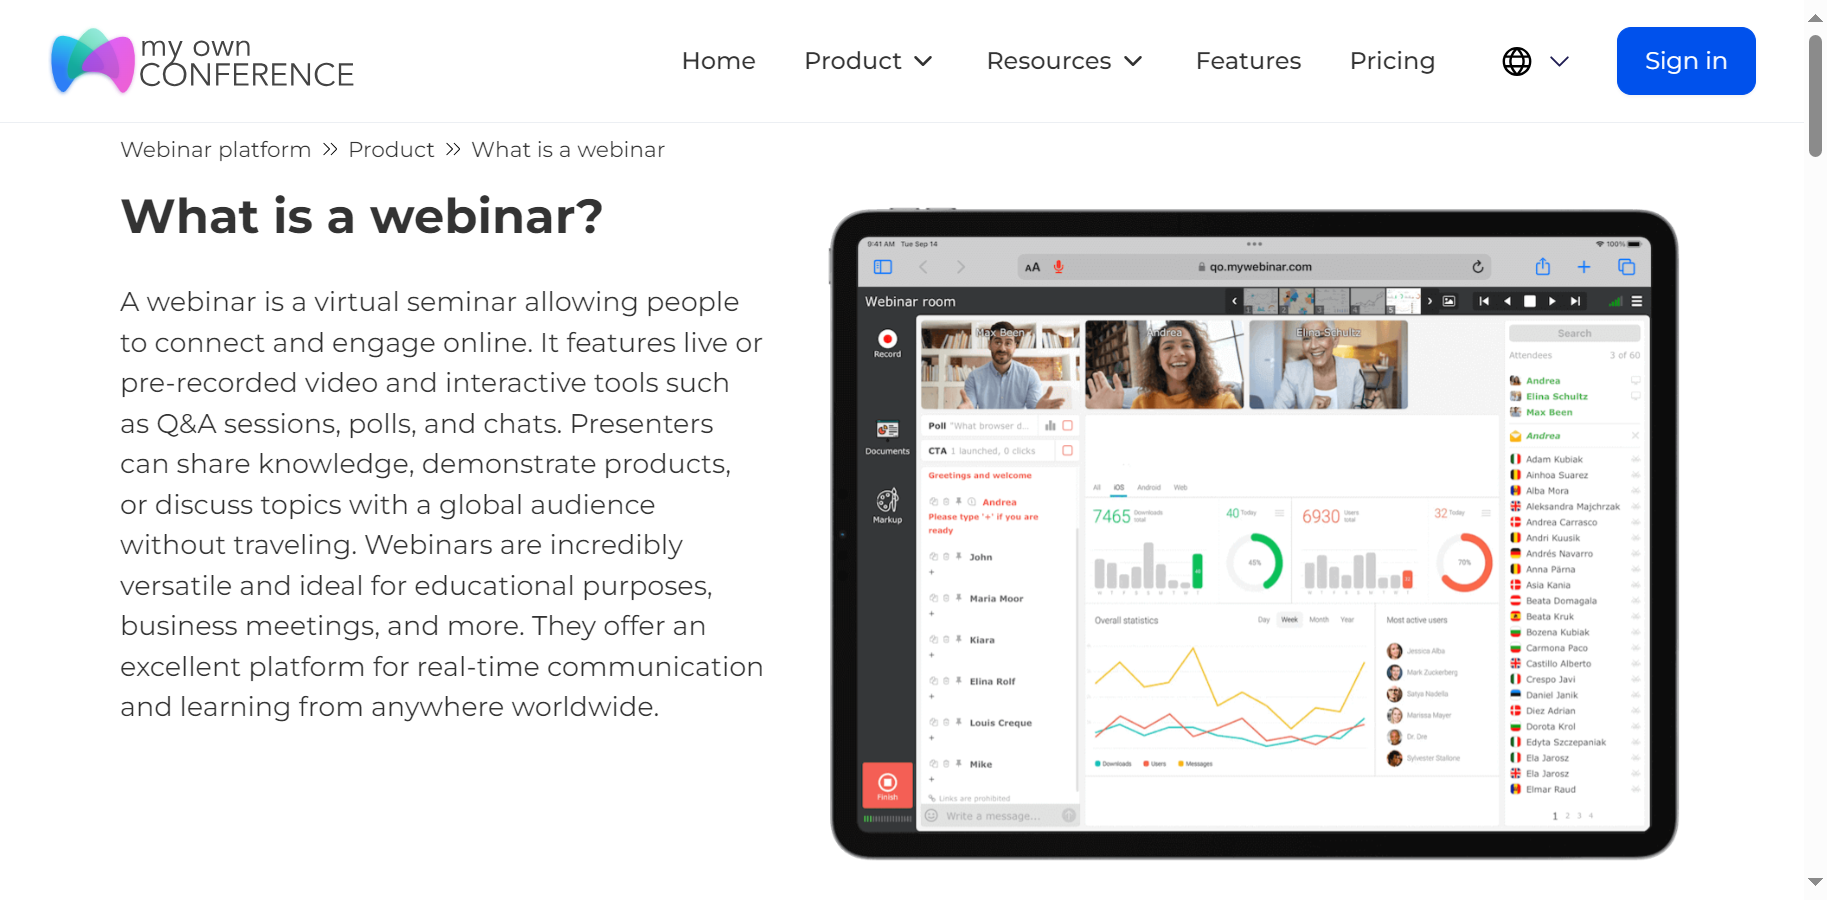 my own
CONFERENCE
Home
Product
Resources
Features
Pricing
Sign in
Webinar platform » Product » What is a webinar
What is a webinar?
A webinar is a virtual seminar allowing people
to connect and engage online. It features live or
pre-recorded video and interactive tools such
as Q&A sessions, polls, and chats. Presenters
can share knowledge, demonstrate products,
or discuss topics with a global audience
without traveling. Webinars are incredibly
versatile and ideal for educational purposes,
business meetings, and more. They offer an
excellent platform for real-time communication
and learning from anywhere worldwide.
9:41 AM Tue Sep 14
100%
AA
qo.mywebinar.com
Webinar room
1 2 3 4 5
Record
Documents
Markup
Finish
Max Been
Andrea
Elina Schultz
Poll "What browser d...
CTA 1 launched, 0 clicks
Greetings and welcome
Andrea
Please type '+' if you are
ready
John
+
Maria Moor
+
Kiara
+
Elina Rolf
+
Louis Creque
+
Mike
+
Links are prohibited
Write a message...
All iOS Android Web
7465 Downloads total
40 Today
45%
6930 Users total
32 Today
70%
Overall statistics
Day Week Month Year
Downloads Users Messages
Most active users
Jessica Alba
Mark Zuckerberg
Satya Nadella
Marissa Mayer
Dr. Dre
Sylvester Stallone
Search
Attendees 3 of 60
Andrea
Elina Schultz
Max Been
Andrea
Adam Kubiak
Ainhoa Suarez
Alba Mora
Aleksandra Majchrzak
Andrea Carrasco
Andri Kuusik
Andrés Navarro
Anna Pärna
Asia Kania
Beata Domagala
Beata Kruk
Bozena Kubiak
Carmona Paco
Castillo Alberto
Crespo Javi
Daniel Janik
Diez Adrian
Dorota Krol
Edyta Szczepaniak
Ela Jarosz
Ela Jarosz
Elmar Raud
1 2 3 4